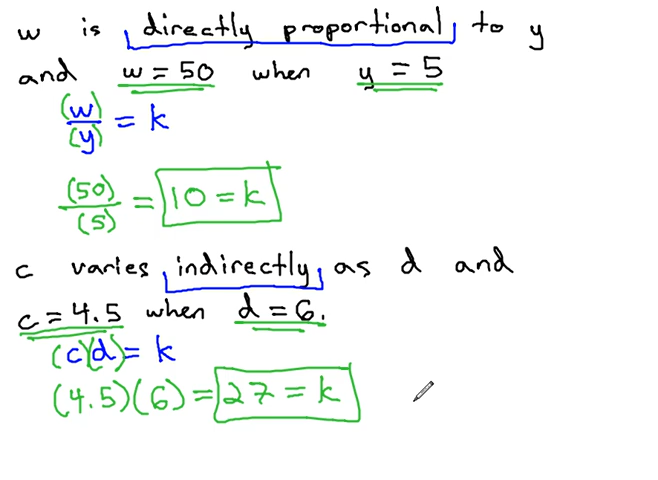 w is directly proportional to y
and w = 50 when y = 5
(w)/(y) = k
(50)/(5) = 10 = k
c varies indirectly as d and
c = 4.5 when d = 6.
(c)(d) = k
(4.5)(6) = 27 = k